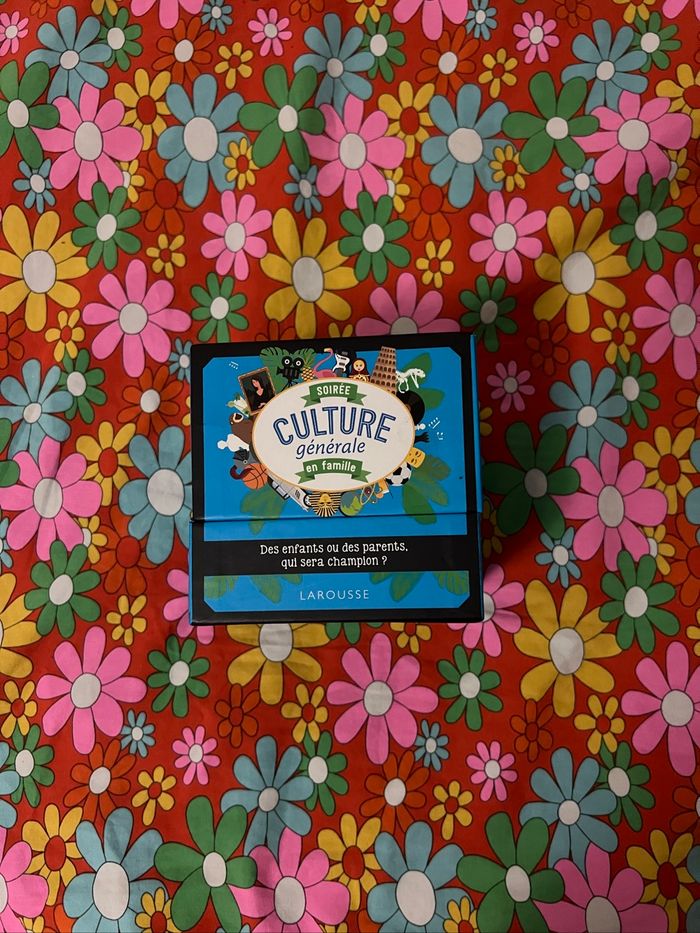 SOIRÉE
CULTURE
générale
en famille
Des enfants ou des parents,
qui sera champion ?
LAROUSSE